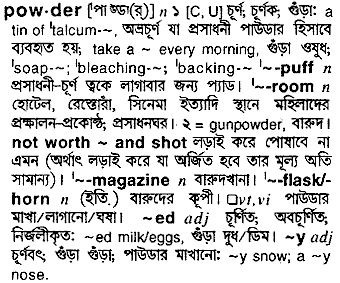 pow·der [ˈপাউডা(র্)] n ১ [C, U] চূর্ণ; চূর্ণক; গুঁড়া: a
tin of ˈtalcum-~, অভ্রচূর্ণ যা প্রসাধনী পাউডার হিসাবে
ব্যবহৃত হয়; take a ~ every morning, গুঁড়া ওষুধ;
ˈsoap-~; ˈbleaching-~; ˈbacking-~ ˈ~-puff n
প্রসাধনী-চূর্ণ ত্বকে লাগাবার জন্য প্যাড। ˈ~-room n
হোটেল, রেস্তোরাঁ, সিনেমা ইত্যাদি স্থানে মহিলাদের
প্রক্ষালন-প্রকোষ্ঠ; প্রসাধনঘর। ২ = gunpowder, বারুদ।
not worth ~ and shot লড়াই করে পোষাবে না
এমন (অর্থাৎ লড়াই করে যা অর্জিত হবে তার মূল্য অতি
সামান্য)। ˈ~-magazine n বারুদখানা। ˈ~-flask/-
horn n (ইতি.) বারুদের কূপী। □vt,vi পাউডার
মাখা/লাগানো/ঘষা। ~ed adj চূর্ণিত; অবচূর্ণিত;
নির্জলীকৃত: ~ed milk/eggs, গুঁড়া দুধ/ডিম। ~y adj
চূর্ণবৎ; গুঁড়া গুঁড়া; পাউডার মাখানো: ~y snow; a ~y
nose.